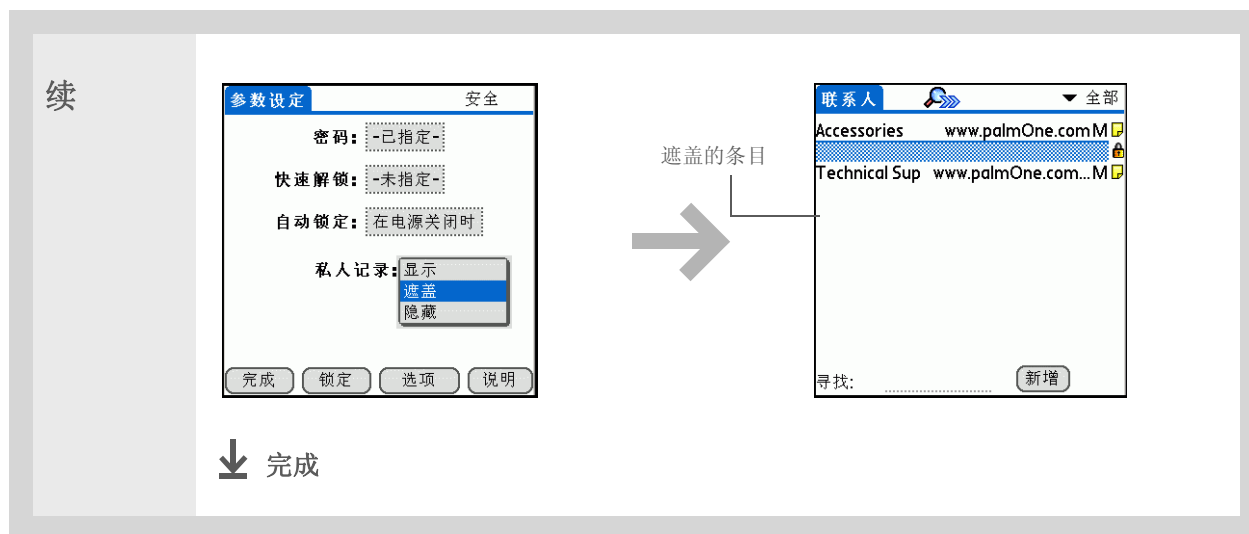 续
参数设定 安全
密码: -已指定-
快速解锁: -未指定-
自动锁定: 在电源关闭时
私人记录: 显示
遮盖
隐藏
完成 锁定 选项 说明
遮盖的条目
联系人 全部
Accessories www.palmOne.com M
Technical Sup www.palmOne.com... M
寻找: 新增
完成